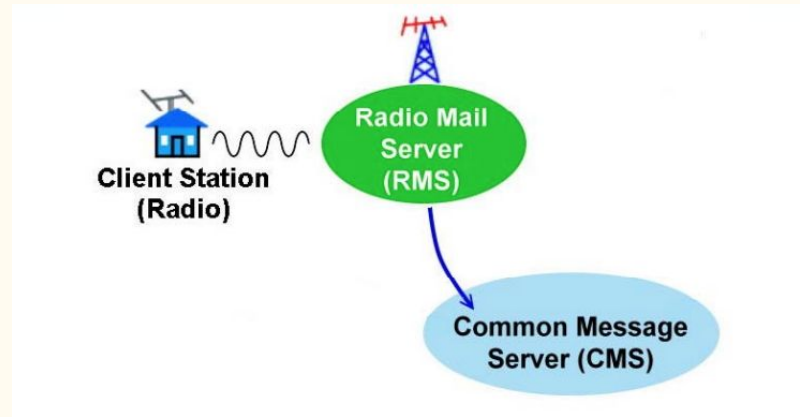 Radio Mail
Server
(RMS)
Client Station
(Radio)
Common Message
Server (CMS)